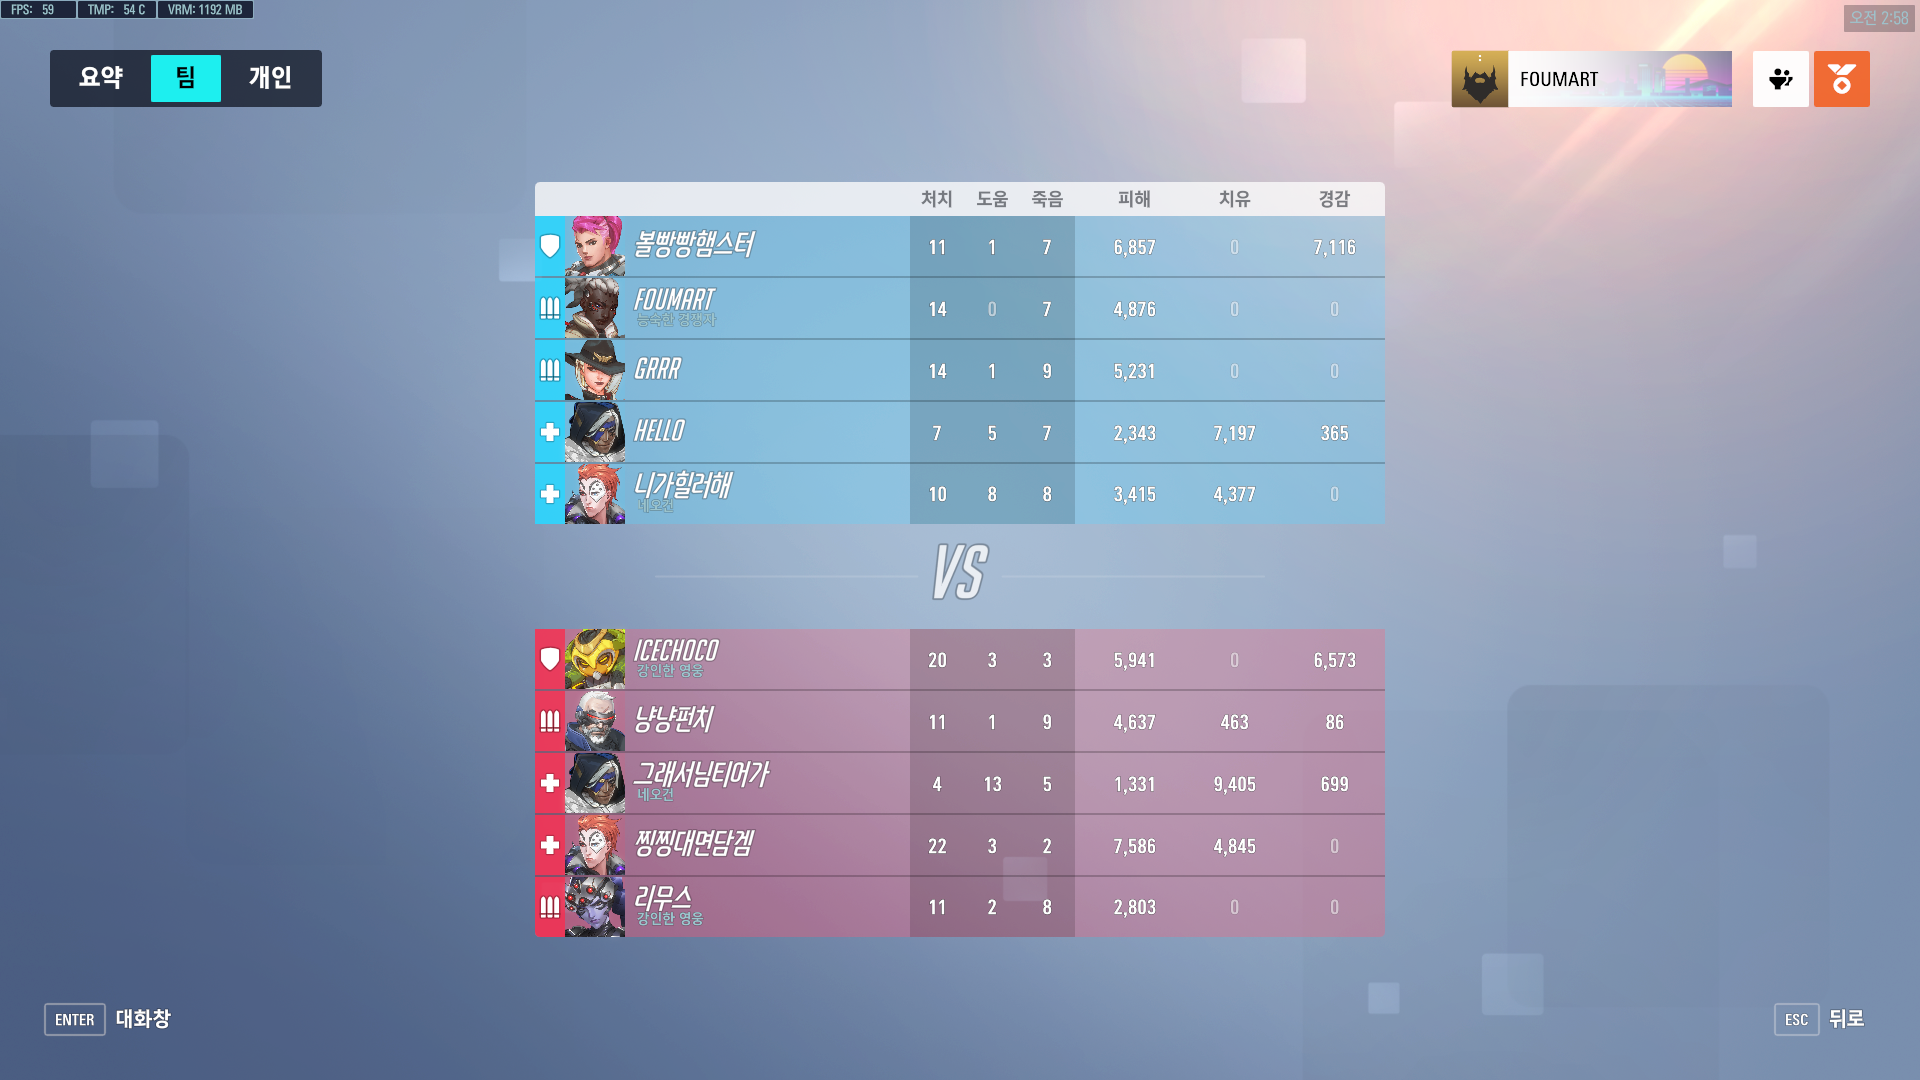 FPS: 59 TMP: 54 C VRM: 1192 MB
오전 2:58
요약 팀 개인
FOUMART
처치 도움 죽음 피해 치유 경감
볼빵빵햄스터 11 1 7 6,857 0 7,116
FOUMART 14 0 7 4,876 0 0
능숙한 경쟁자
GRRR 14 1 9 5,231 0 0
HELLO 7 5 7 2,343 7,197 365
니가힐러해 10 8 8 3,415 4,377 0
네오건
VS
ICECHOCO 20 3 3 5,941 0 6,573
강인한 영웅
냥냥펀치 11 1 9 4,637 463 86
그래서님티어가 4 13 5 1,331 9,405 699
네오건
찡찡대면담곔 22 3 2 7,586 4,845 0
리무스 11 2 8 2,803 0 0
강인한 영웅
ENTER 대화창
ESC 뒤로